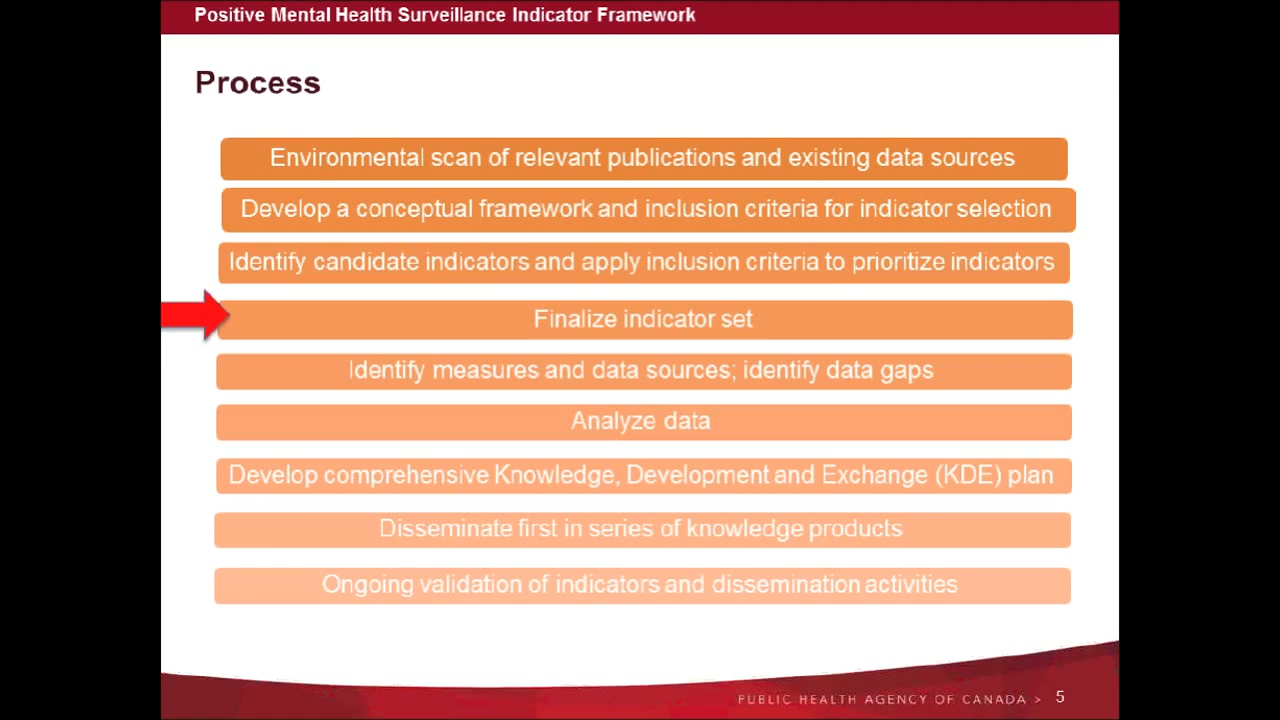 Positive Mental Health Surveillance Indicator Framework
Process
Environmental scan of relevant publications and existing data sources
Develop a conceptual framework and inclusion criteria for indicator selection
Identify candidate indicators and apply inclusion criteria to prioritize indicators
Finalize indicator set
Identify measures and data sources; identify data gaps
Analyze data
Develop comprehensive Knowledge, Development and Exchange (KDE) plan
Disseminate first in series of knowledge products
Ongoing validation of indicators and dissemination activities
PUBLIC HEALTH AGENCY OF CANADA > 5